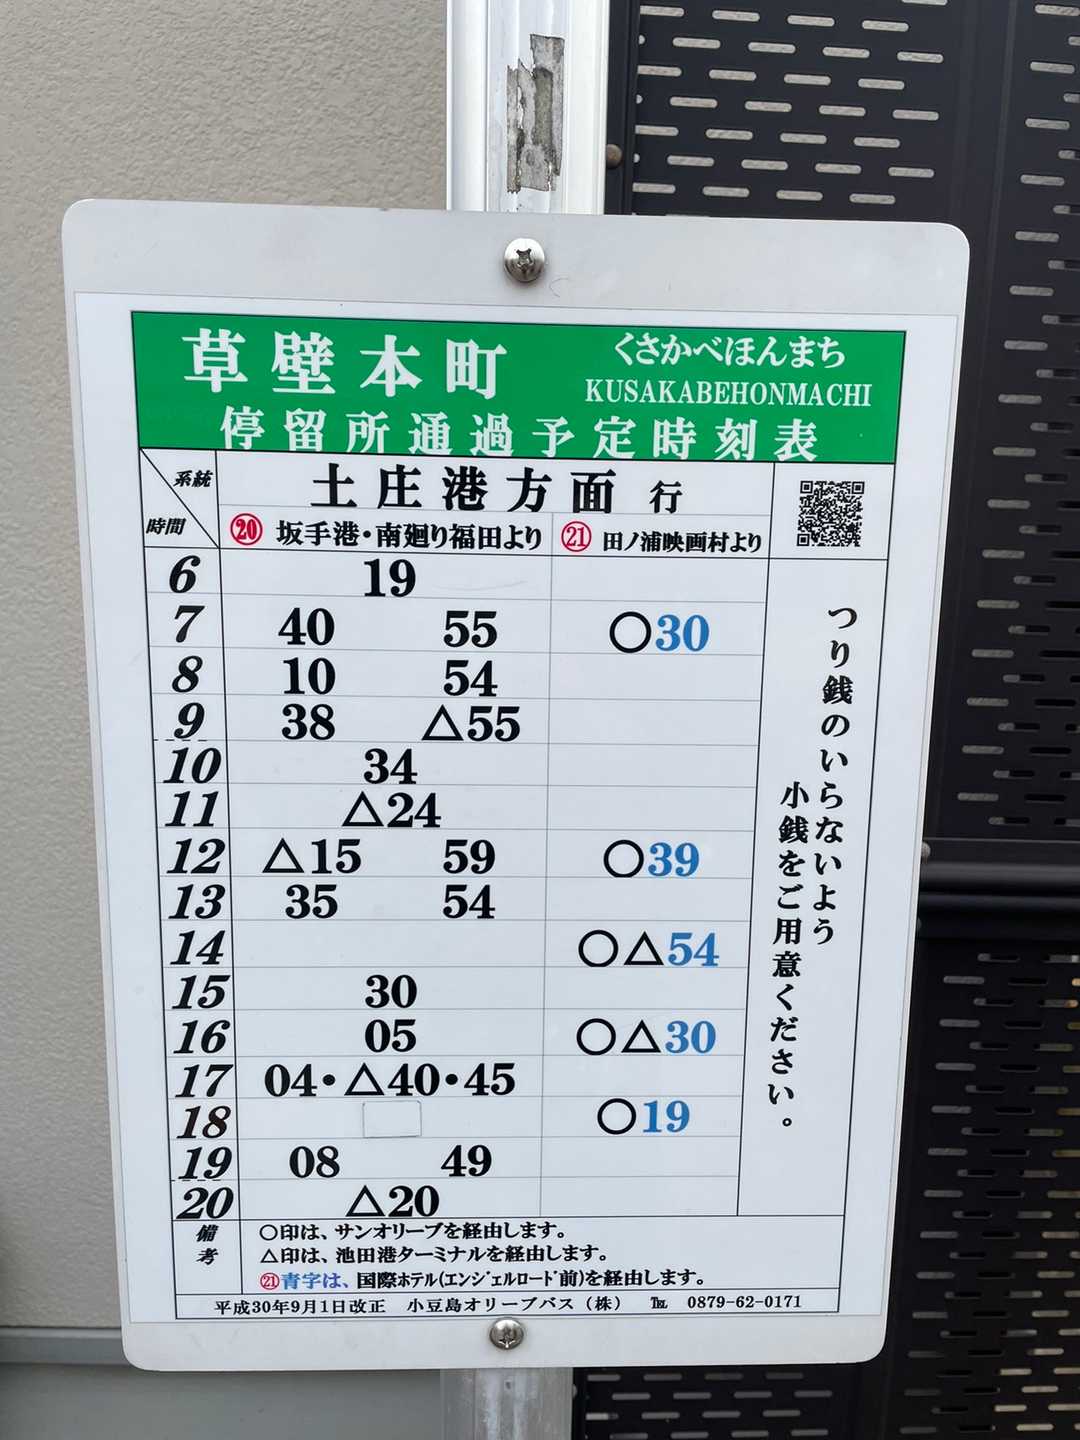 草壁本町
くさかべほんまち
KUSAKABEHONMACHI
停留所通過予定時刻表
系統
時間
土庄港方面 行
⑳ 坂手港・南廻り福田より ㉑ 田ノ浦映画村より
6 19
7 40 55 ○30
8 10 54
9 38 △55
10 34
11 △24
12 △15 59 ○39
13 35 54
14 ○△54
15 30
16 05 ○△30
17 04・△40・45
18 ○19
19 08 49
20 △20
つり銭のいらないよう
小銭をご用意ください。
備考
○印は、サンオリーブを経由します。
△印は、池田港ターミナルを経由します。
㉑青字は、国際ホテル(エンジェルロード前)を経由します。
平成30年9月1日改正 小豆島オリーブバス（株） ℡ 0879-62-0171